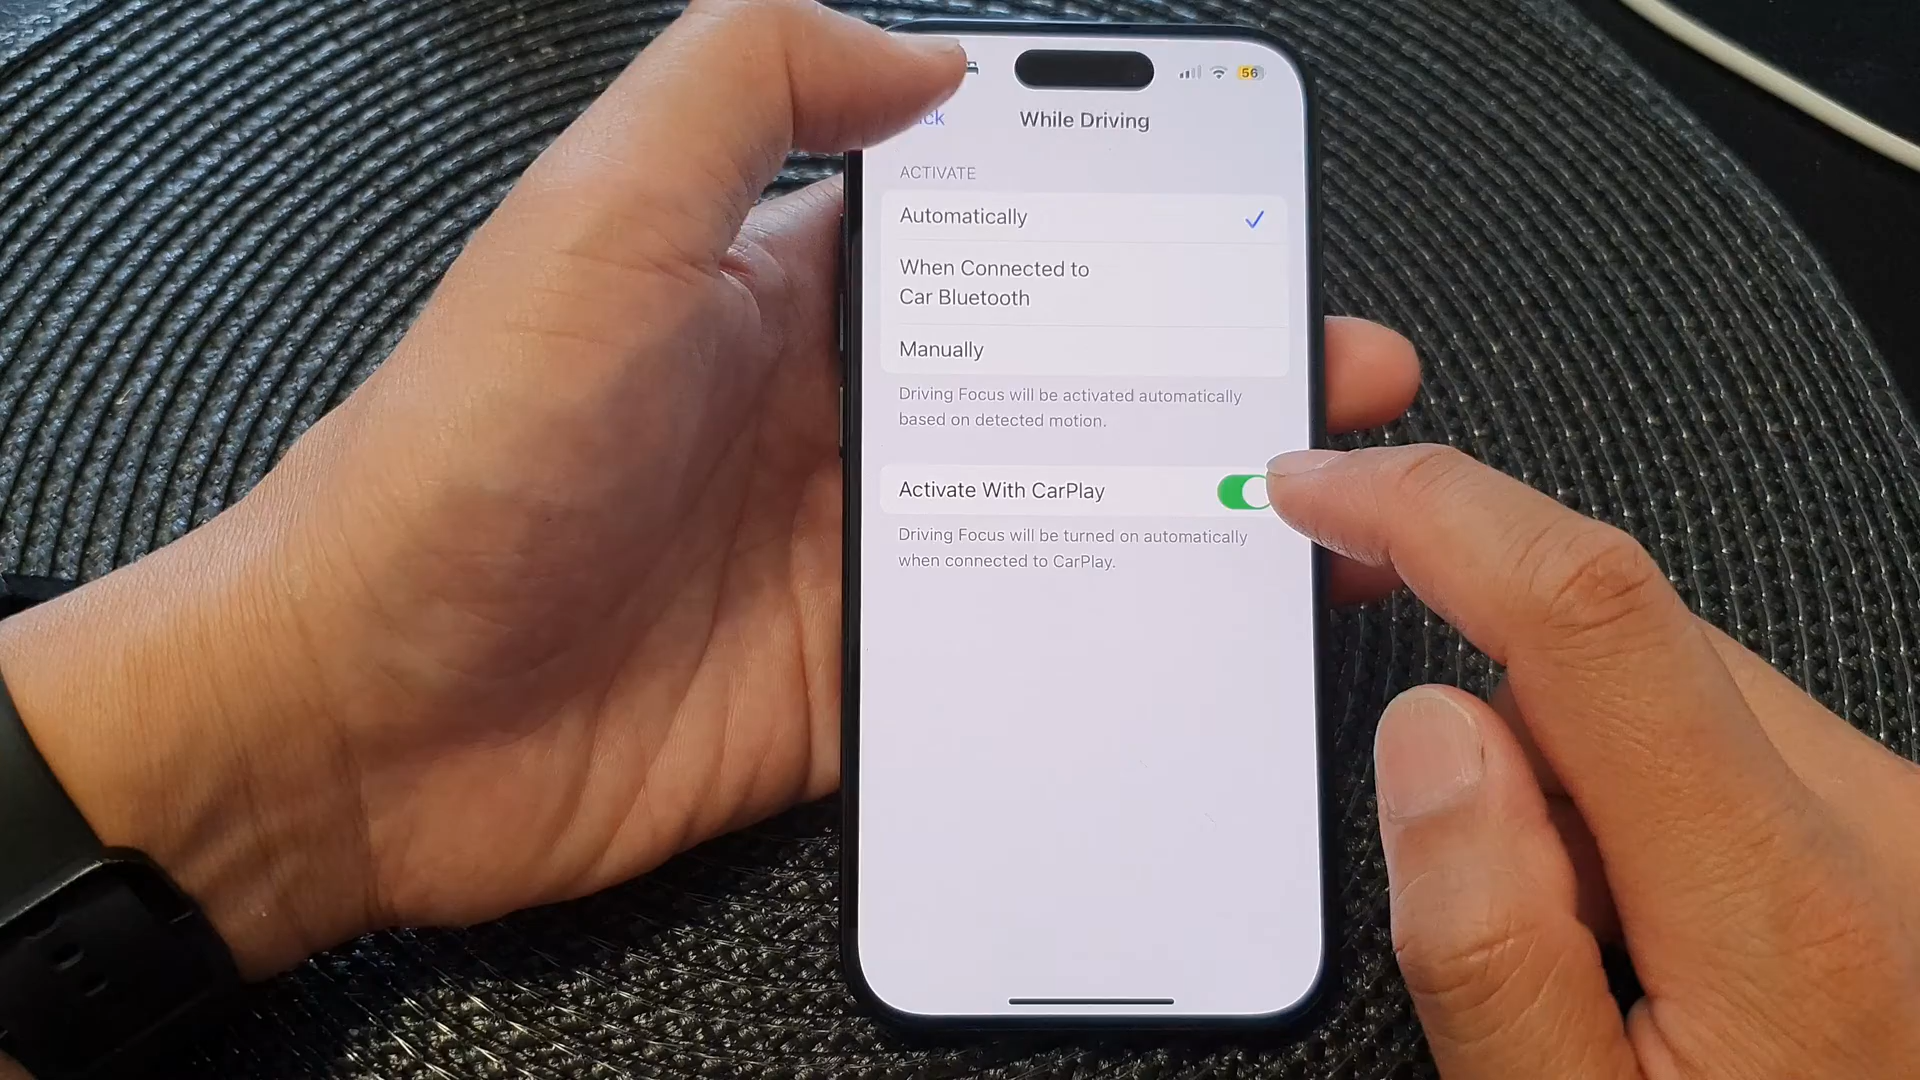 56
While Driving
ACTIVATE
Automatically
When Connected to
Car Bluetooth
Manually
Driving Focus will be activated automatically
based on detected motion.
Activate With CarPlay
Driving Focus will be turned on automatically
when connected to CarPlay.